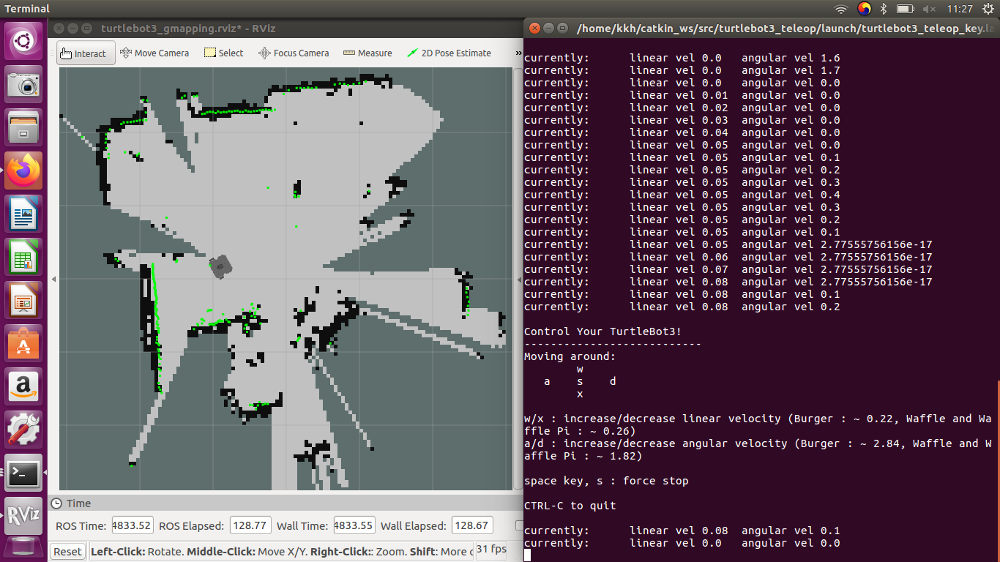 Terminal
11:27
turtlebot3_gmapping.rviz* - RViz
Interact
Move Camera
Select
Focus Camera
Measure
2D Pose Estimate
»
Time
ROS Time: 4833.52 ROS Elapsed: 128.77 Wall Time: 4833.55 Wall Elapsed: 128.67
Reset
Left-Click: Rotate. Middle-Click: Move X/Y. Right-Click:: Zoom. Shift: More
31 fps
RViz
/home/kkh/catkin_ws/src/turtlebot3_teleop/launch/turtlebot3_teleop_key.la
currently: linear vel 0.0 angular vel 1.6
currently: linear vel 0.0 angular vel 1.7
currently: linear vel 0.0 angular vel 0.0
currently: linear vel 0.01 angular vel 0.0
currently: linear vel 0.02 angular vel 0.0
currently: linear vel 0.03 angular vel 0.0
currently: linear vel 0.04 angular vel 0.0
currently: linear vel 0.05 angular vel 0.0
currently: linear vel 0.05 angular vel 0.1
currently: linear vel 0.05 angular vel 0.2
currently: linear vel 0.05 angular vel 0.3
currently: linear vel 0.05 angular vel 0.4
currently: linear vel 0.05 angular vel 0.3
currently: linear vel 0.05 angular vel 0.2
currently: linear vel 0.05 angular vel 0.1
currently: linear vel 0.05 angular vel 2.77555756156e-17
currently: linear vel 0.06 angular vel 2.77555756156e-17
currently: linear vel 0.07 angular vel 2.77555756156e-17
currently: linear vel 0.08 angular vel 2.77555756156e-17
currently: linear vel 0.08 angular vel 0.1
currently: linear vel 0.08 angular vel 0.2
Control Your TurtleBot3!
---------------------------
Moving around:
w
a s d
x
w/x : increase/decrease linear velocity (Burger : ~ 0.22, Waffle and Wa
ffle Pi : ~ 0.26)
a/d : increase/decrease angular velocity (Burger : ~ 2.84, Waffle and W
affle Pi : ~ 1.82)
space key, s : force stop
CTRL-C to quit
currently: linear vel 0.08 angular vel 0.1
currently: linear vel 0.0 angular vel 0.0